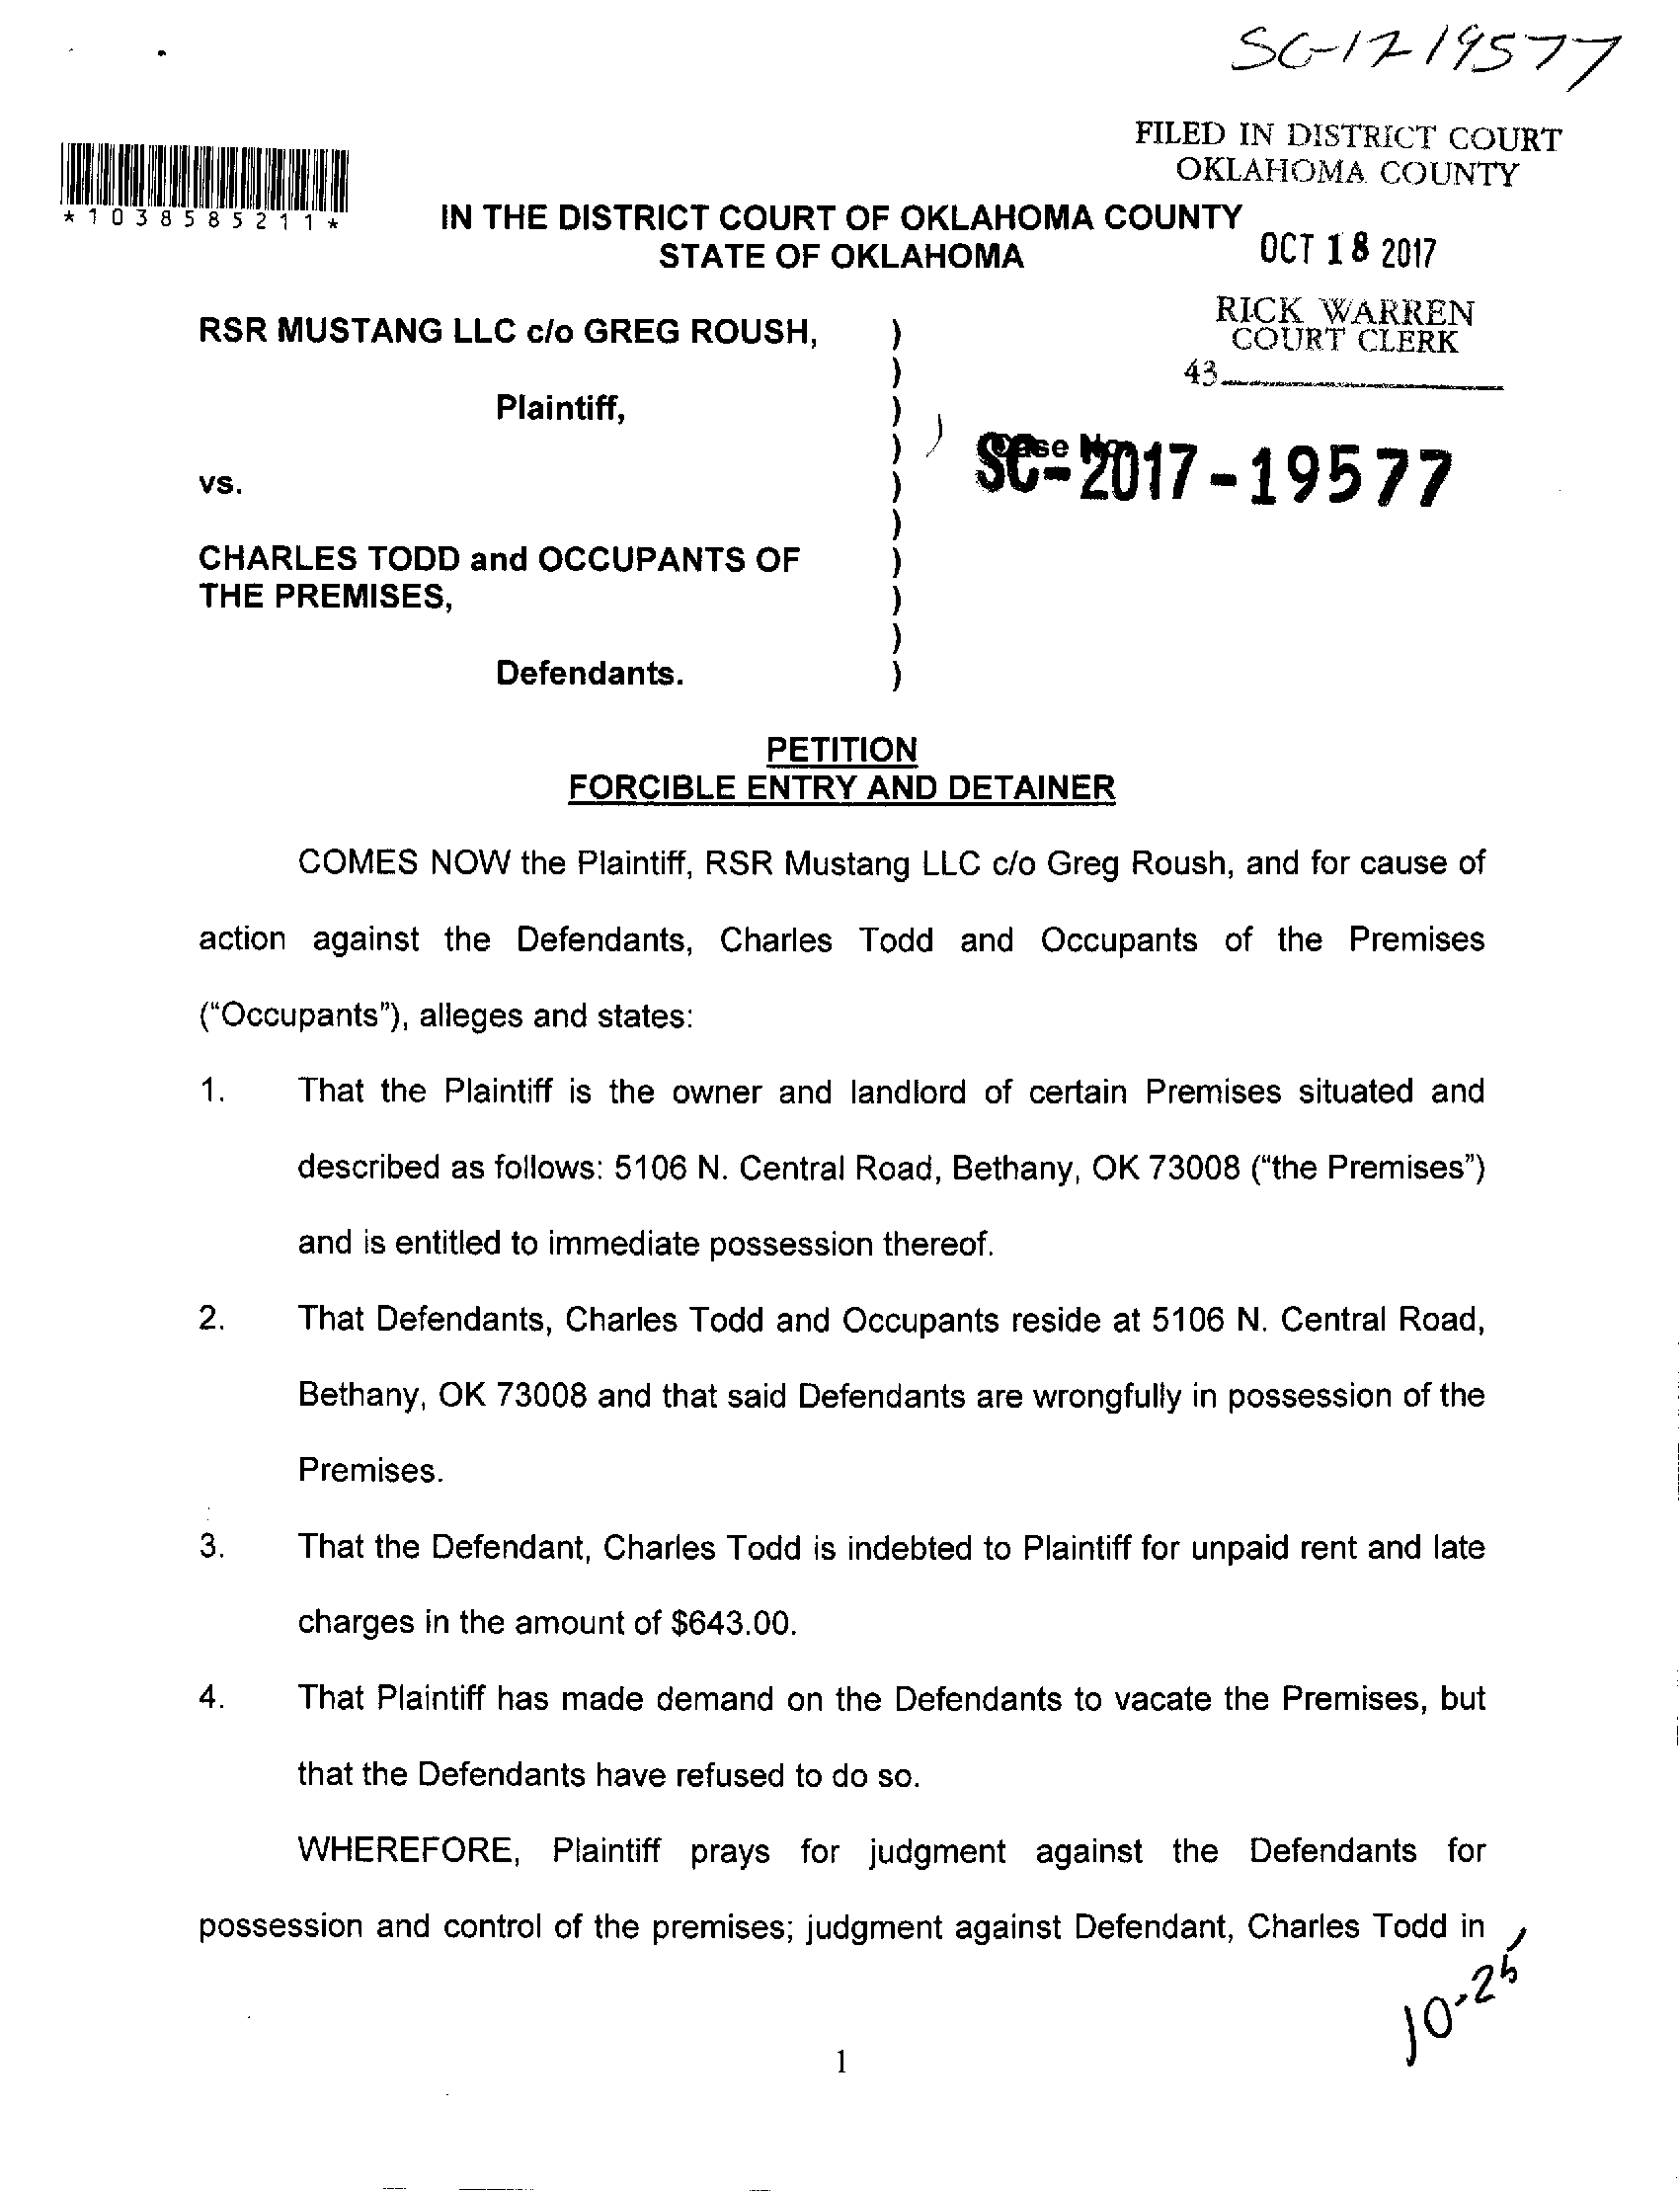 SC-17-19577
FILED IN DISTRICT COURT
OKLAHOMA COUNTY
*1038585211*
IN THE DISTRICT COURT OF OKLAHOMA COUNTY
STATE OF OKLAHOMA
OCT 18 2017
RICK WARREN
COURT CLERK
43
RSR MUSTANG LLC c/o GREG ROUSH, )
)
Plaintiff, )
) )
Case No.
SC-2017-19577
vs. )
)
CHARLES TODD and OCCUPANTS OF )
THE PREMISES, )
)
Defendants. )
PETITION
FORCIBLE ENTRY AND DETAINER
COMES NOW the Plaintiff, RSR Mustang LLC c/o Greg Roush, and for cause of
action against the Defendants, Charles Todd and Occupants of the Premises
(“Occupants”), alleges and states:
1. That the Plaintiff is the owner and landlord of certain Premises situated and
described as follows: 5106 N. Central Road, Bethany, OK 73008 (“the Premises”)
and is entitled to immediate possession thereof.
2. That Defendants, Charles Todd and Occupants reside at 5106 N. Central Road,
Bethany, OK 73008 and that said Defendants are wrongfully in possession of the
Premises.
3. That the Defendant, Charles Todd is indebted to Plaintiff for unpaid rent and late
charges in the amount of $643.00.
4. That Plaintiff has made demand on the Defendants to vacate the Premises, but
that the Defendants have refused to do so.
WHEREFORE, Plaintiff prays for judgment against the Defendants for
possession and control of the premises; judgment against Defendant, Charles Todd in
10-25
1